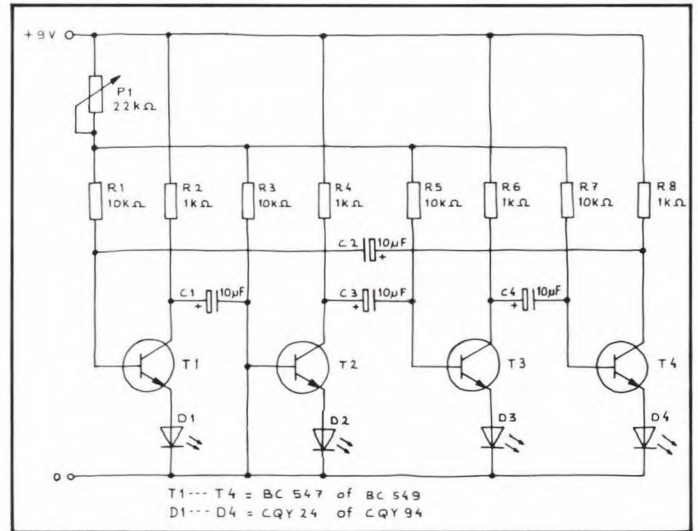 +9V
P1
22kΩ
R1
10kΩ
R2
1kΩ
R3
10kΩ
R4
1kΩ
R5
10kΩ
R6
1kΩ
R7
10kΩ
R8
1kΩ
C2 10µF
+
C1 10µF
+
C3 10µF
+
C4 10µF
+
T1
T2
T3
T4
D1
D2
D3
D4
0
T1---T4 = BC 547 of BC 549
D1---D4 = CQY 24 of CQY 94